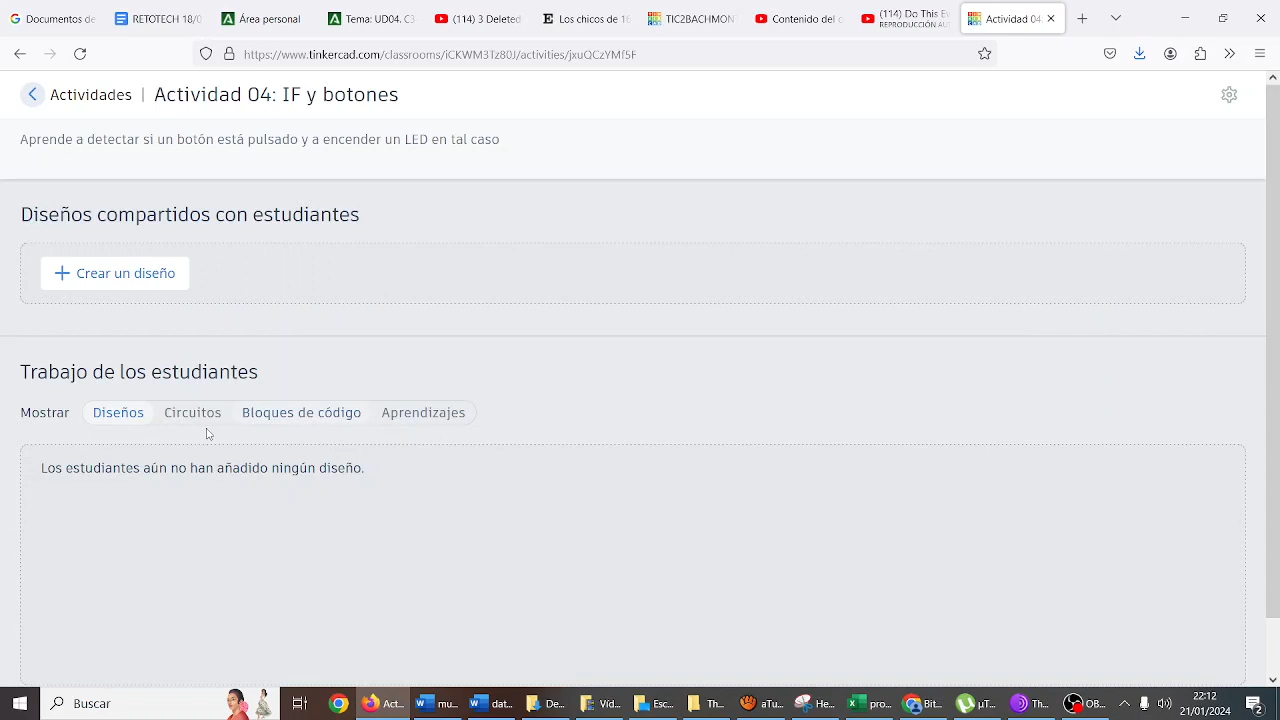 Documentos de
RETOTECH 18/0
Área personal
Tema: UD04. C3
(114) 3 Deleted
Los chicos de 16
TIC2BACHMON
Contenido del c
(114) Do This Ev
REPRODUCCIÓN AU
Actividad 04:
https://www.tinkercad.com/classrooms/iCKWM3Tz80J/activities/jxuQCzYMf5F
Actividades | Actividad 04: IF y botones
Aprende a detectar si un botón está pulsado y a encender un LED en tal caso
Diseños compartidos con estudiantes
+ Crear un diseño
Trabajo de los estudiantes
Mostrar Diseños Circuitos Bloques de código Aprendizajes
Los estudiantes aún no han añadido ningún diseño.
Buscar
Act...
mu...
dat...
Vid...
Esc...
Th...
aTu...
He...
pro...
Bit...
µT...
Tr...
OB...
22:12
21/01/2024
2